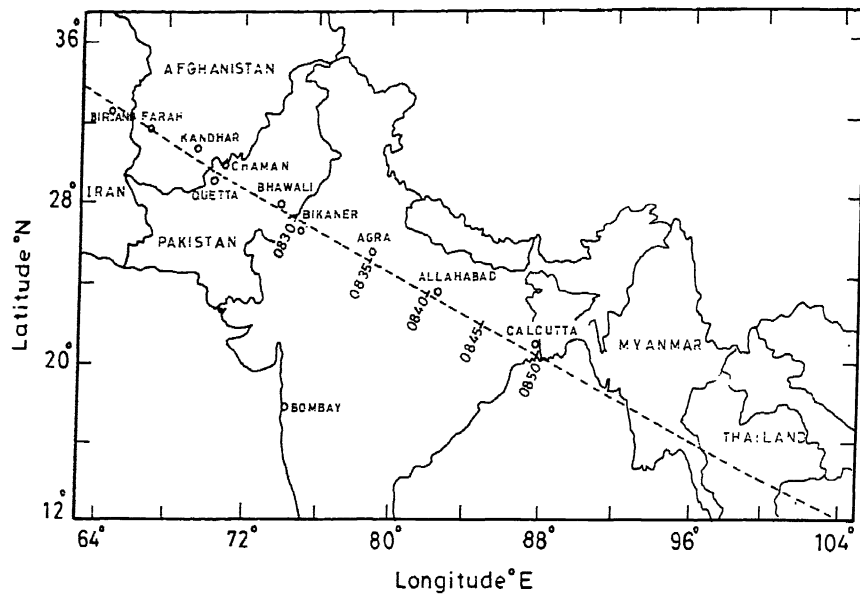 36°
AFGHANISTAN
BIRJAND FARAH
KANDHAR
CHAMAN
28°
IRAN
QUETTA
BHAWALI
BIKANER
PAKISTAN
0830
AGRA
0835
ALLAHABAD
0840
0845
CALCUTTA
MYANMAR
20°
0850
BOMBAY
THAILAND
12°
64°
72°
80°
88°
96°
104°
Latitude °N
Longitude °E